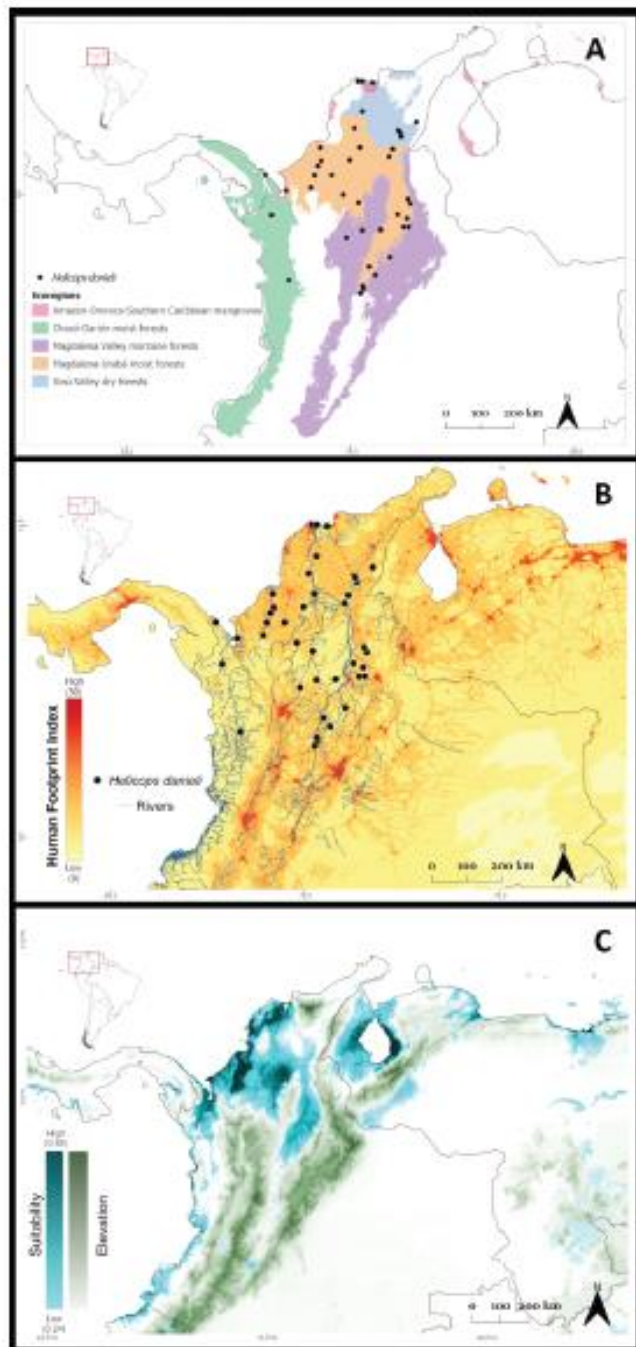 A
Helicops danieli
Ecoregions
Amazon-Orinoco-Southern Caribbean mangroves
Chocó-Darién moist forests
Magdalena Valley montane forests
Magdalena-Urabá moist forests
Sinú Valley dry forests
0 100 200 km
N
B
High
Human Footprint Index
Low
Helicops danieli
Rivers
0 100 200 km
N
C
High
Suitability
Elevation
Low
0 100 200 km
N